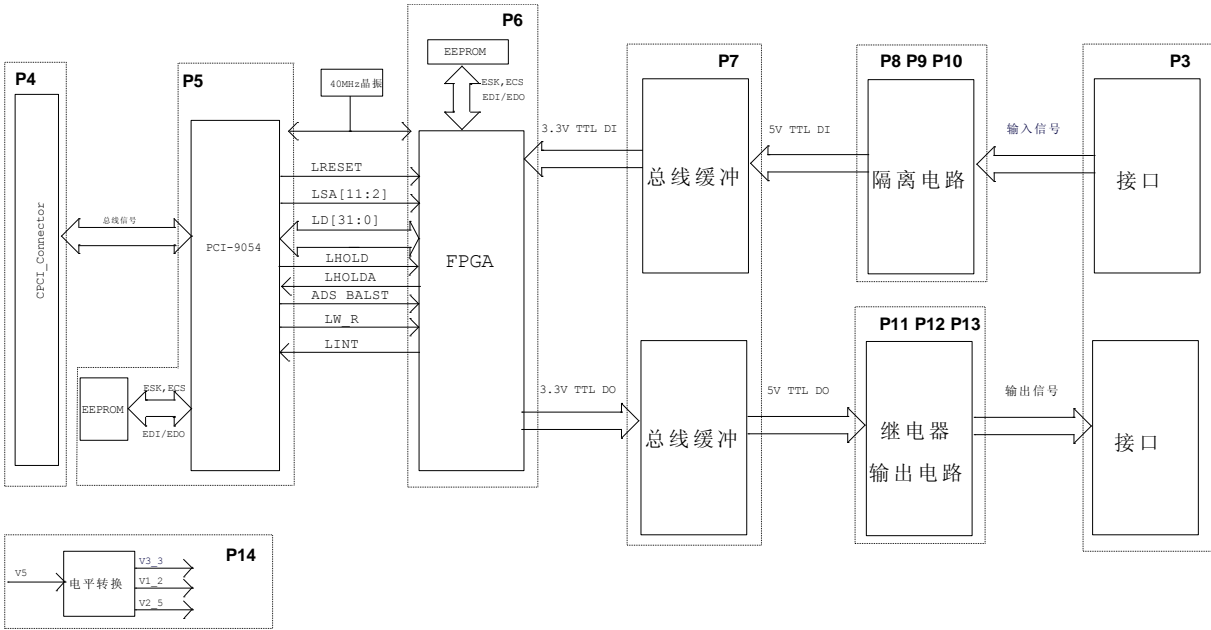 P4
CPCI_Connector
总线信号
P5
PCI-9054
EEPROM
ESK,ECS
EDI/EDO
40MHz晶振
LRESET
LSA[11:2]
LD[31:0]
LHOLD
LHOLDA
ADS BALST
LW_R
LINT
P6
EEPROM
ESK,ECS
EDI/EDO
FPGA
3.3V TTL DI
3.3V TTL DO
P7
总线缓冲
总线缓冲
5V TTL DI
5V TTL DO
P8 P9 P10
隔离电路
P11 P12 P13
继电器
输出电路
输入信号
输出信号
P3
接口
接口
P14
V5
电平转换
V3_3
V1_2
V2_5